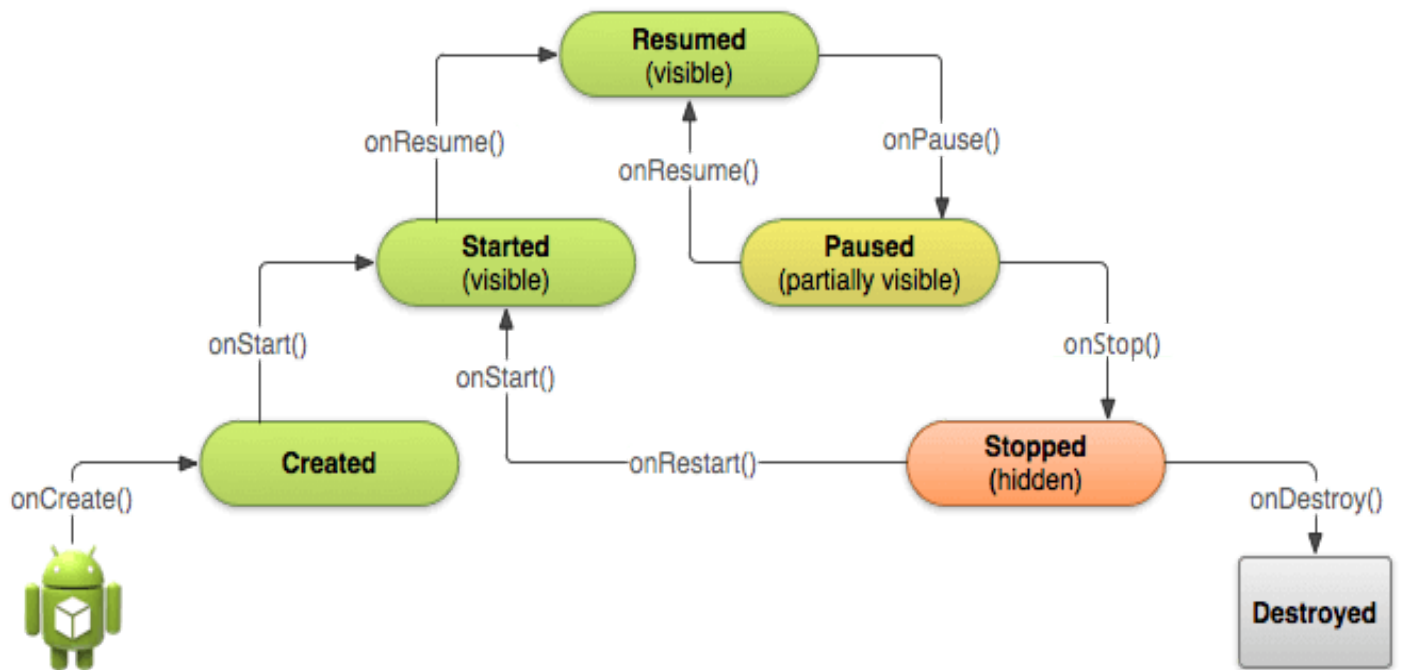 Resumed
(visible)
onResume()
onResume()
onPause()
Started
(visible)
Paused
(partially visible)
onStart()
onStart()
onStop()
Created
onRestart()
Stopped
(hidden)
onCreate()
onDestroy()
Destroyed